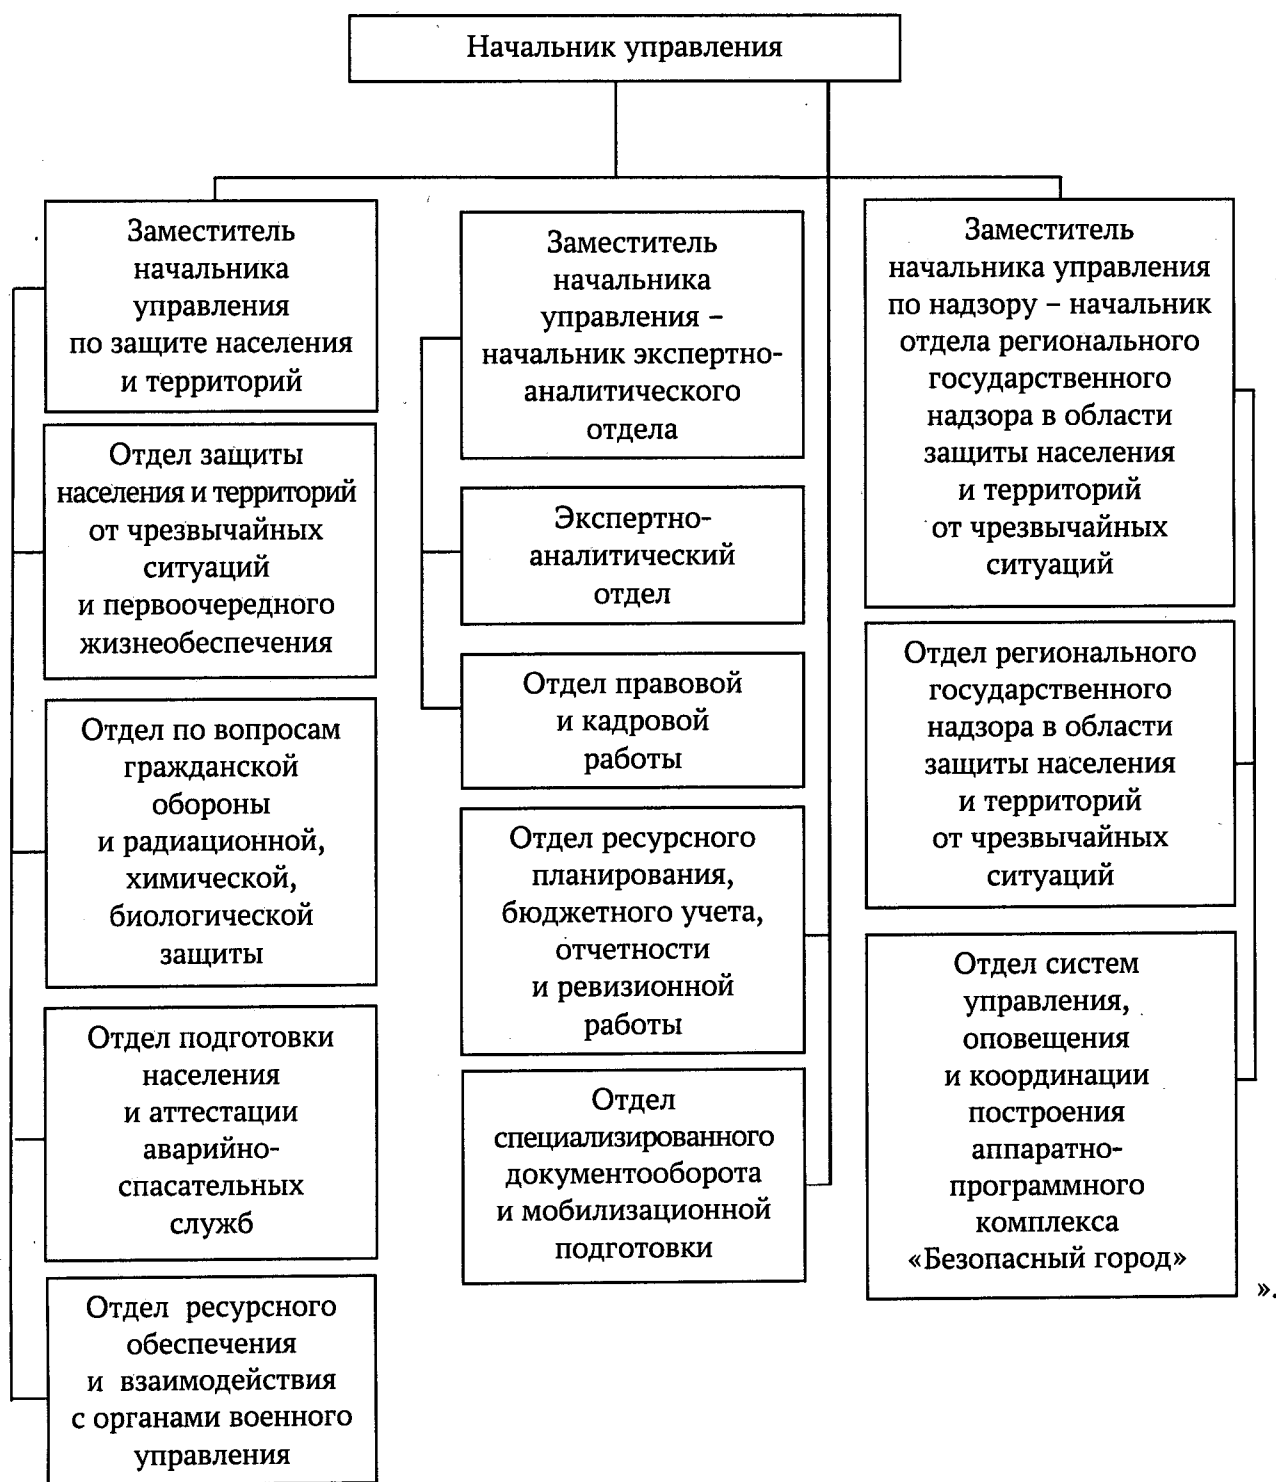 Начальник управления
Заместитель
начальника
управления
по защите населения
и территорий
Отдел защиты
населения и территорий
от чрезвычайных
ситуаций
и первоочередного
жизнеобеспечения
Отдел по вопросам
гражданской
обороны
и радиационной,
химической,
биологической
защиты
Отдел подготовки
населения
и аттестации
аварийно-
спасательных
служб
Отдел ресурсного
обеспечения
и взаимодействия
с органами военного
управления
Заместитель
начальника
управления –
начальник экспертно-
аналитического
отдела
Экспертно-
аналитический
отдел
Отдел правовой
и кадровой
работы
Отдел ресурсного
планирования,
бюджетного учета,
отчетности
и ревизионной
работы
Отдел
специализированного
документооборота
и мобилизационной
подготовки
Заместитель
начальника управления
по надзору – начальник
отдела регионального
государственного
надзора в области
защиты населения
и территорий
от чрезвычайных
ситуаций
Отдел регионального
государственного
надзора в области
защиты населения
и территорий
от чрезвычайных
ситуаций
Отдел систем
управления,
оповещения
и координации
построения
аппаратно-
программного
комплекса
«Безопасный город»
».